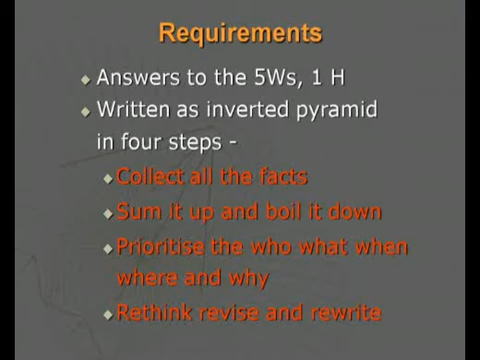 Requirements
Answers to the 5Ws, 1 H
Written as inverted pyramid
in four steps -
Collect all the facts
Sum it up and boil it down
Prioritise the who what when
where and why
Rethink revise and rewrite